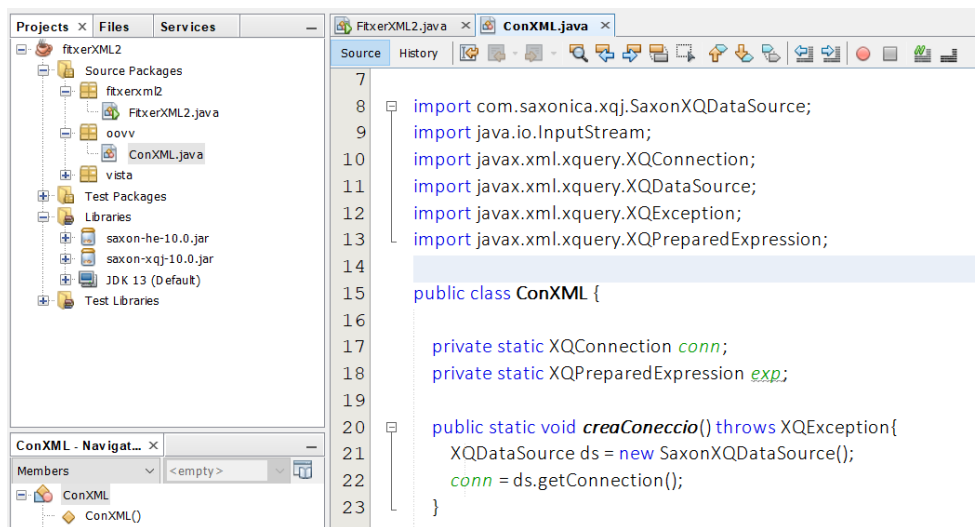 Projects × Files Services
fitxerXML2
Source Packages
fitxerxml2
FitxerXML2.java
oovv
ConXML.java
vista
Test Packages
Libraries
saxon-he-10.0.jar
saxon-xqj-10.0.jar
JDK 13 (Default)
Test Libraries
ConXML - Navigat... ×
Members <empty>
ConXML
ConXML()
FitxerXML2.java × ConXML.java ×
Source History
7
8 import com.saxonica.xqj.SaxonXQDataSource;
9 import java.io.InputStream;
10 import javax.xml.xquery.XQConnection;
11 import javax.xml.xquery.XQDataSource;
12 import javax.xml.xquery.XQException;
13 import javax.xml.xquery.XQPreparedExpression;
14
15 public class ConXML {
16
17 private static XQConnection conn;
18 private static XQPreparedExpression exp;
19
20 public static void creaConeccio() throws XQException{
21 XQDataSource ds = new SaxonXQDataSource();
22 conn = ds.getConnection();
23 }